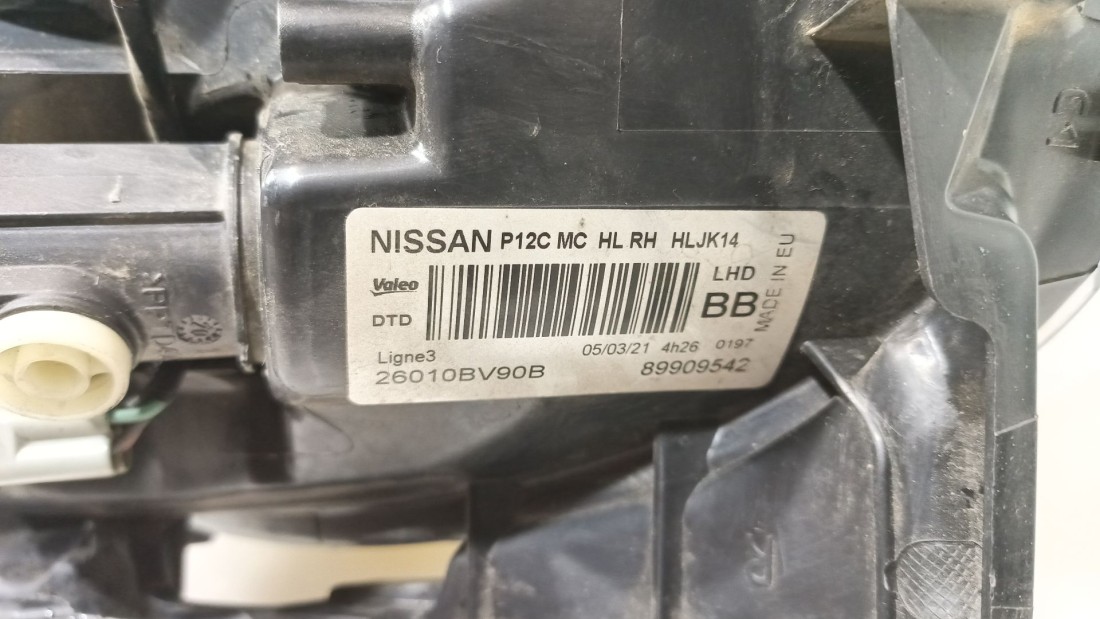 NISSAN P12C MC HL RH HLJK14
Valeo
LHD
DTD
BB
MADE IN EU
Ligne3
05/03/21 4h26 0197
26010BV90B
89909542